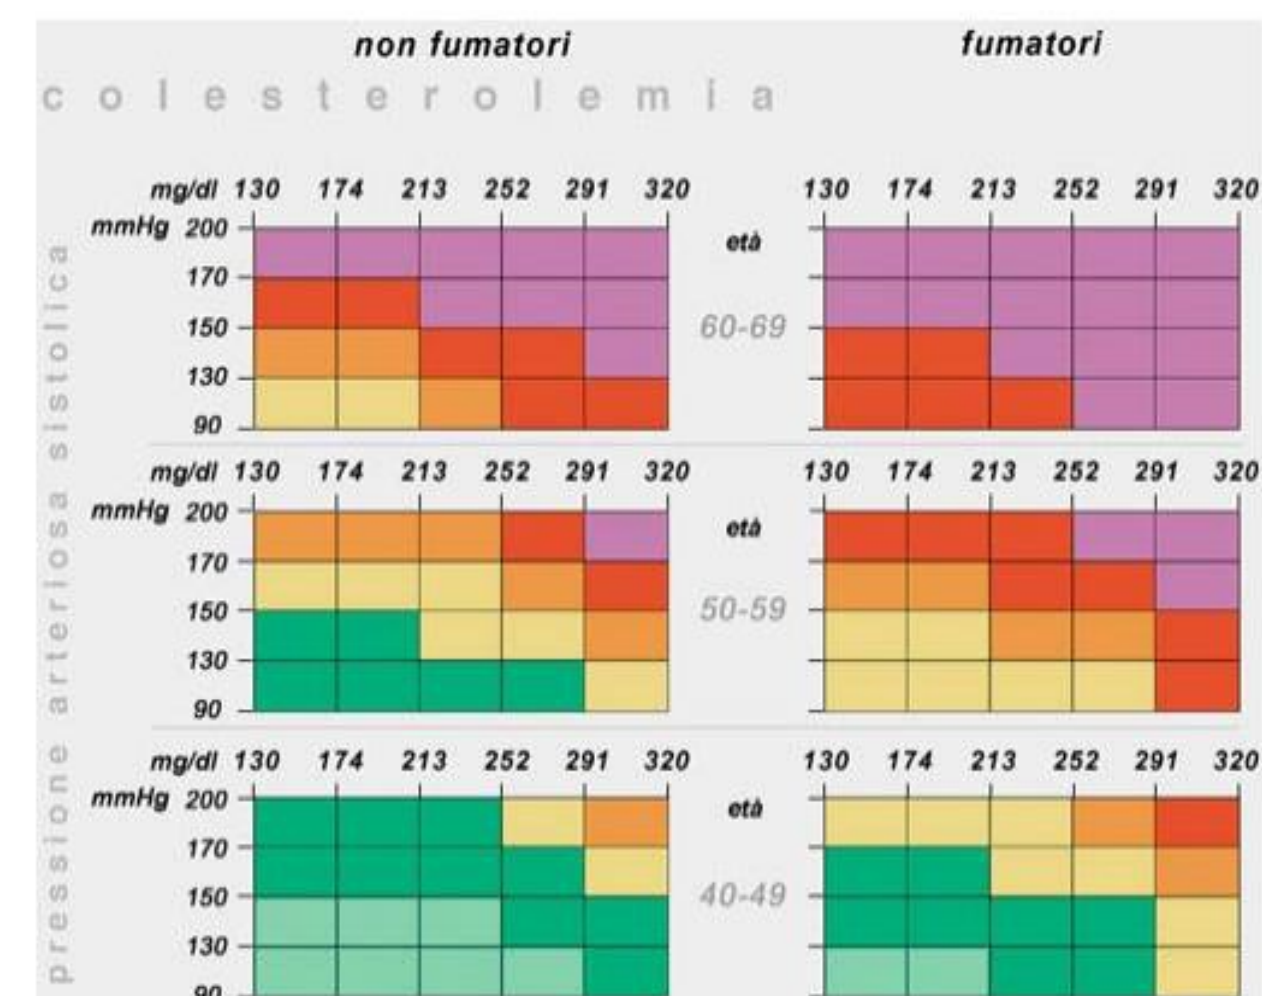 non fumatori fumatori
colesterolemia
mg/dl 130 174 213 252 291 320 130 174 213 252 291 320
mmHg 200 età
170
150 60-69
130
90
mg/dl 130 174 213 252 291 320 130 174 213 252 291 320
mmHg 200 età
170
150 50-59
130
90
mg/dl 130 174 213 252 291 320 130 174 213 252 291 320
mmHg 200 età
170
150 40-49
130
90
pressione arteriosa sistolica